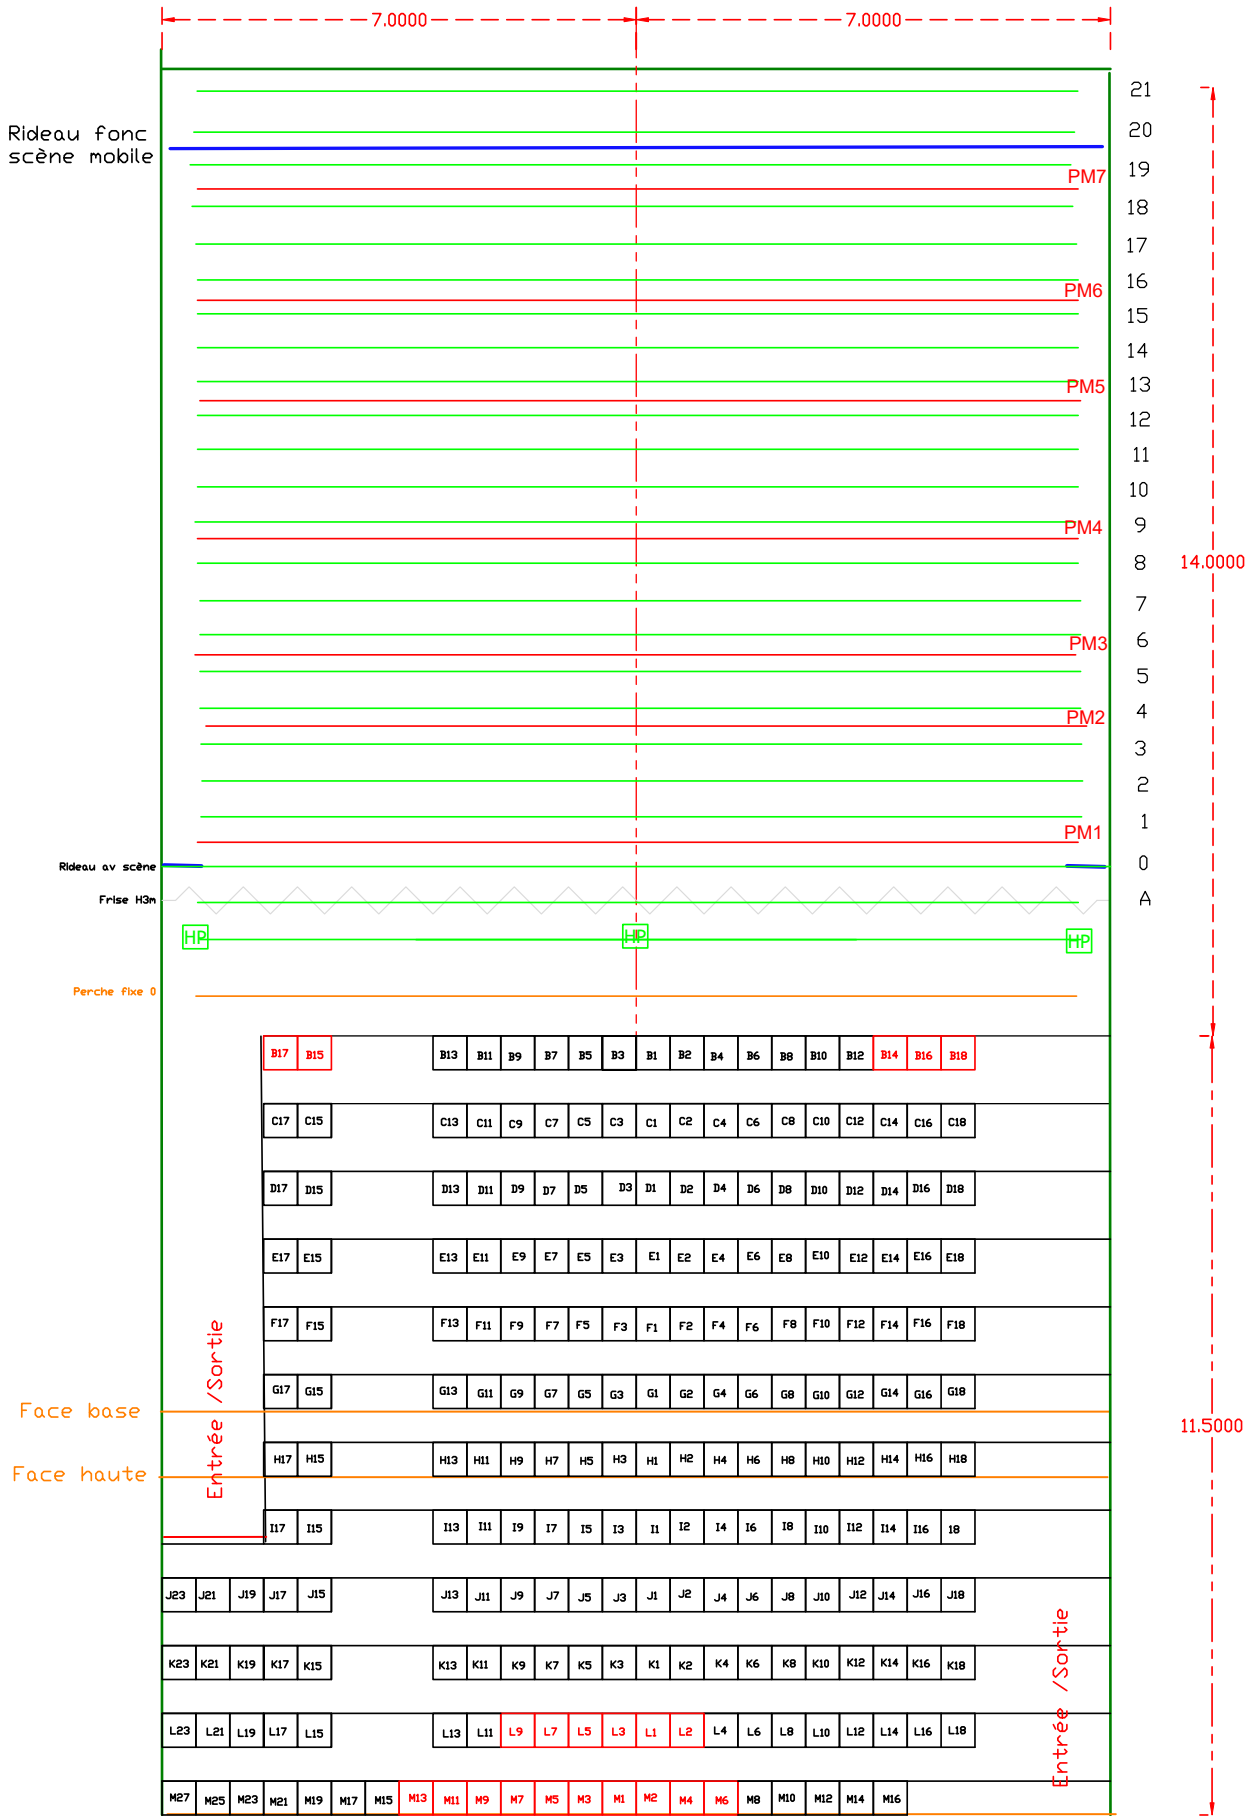 7.0000 7.0000
21
Rideau fonc 20
scène mobile
19
PM7
18
17
16
PM6
15
14
PM5 13
12
11
10
9
PM4
8 14.0000
7
6
PM3
5
4
PM2
3
2
1
PM1
Rideau av scène 0
Frise H3m A
HP HP HP
Perche fixe 0
B17 B15 B13 B11 B9 B7 B5 B3 B1 B2 B4 B6 B8 B10 B12 B14 B16 B18
C17 C15 C13 C11 C9 C7 C5 C3 C1 C2 C4 C6 C8 C10 C12 C14 C16 C18
D17 D15 D13 D11 D9 D7 D5 D3 D1 D2 D4 D6 D8 D10 D12 D14 D16 D18
E17 E15 E13 E11 E9 E7 E5 E3 E1 E2 E4 E6 E8 E10 E12 E14 E16 E18
F17 F15 F13 F11 F9 F7 F5 F3 F1 F2 F4 F6 F8 F10 F12 F14 F16 F18
Entrée /Sortie
G17 G15 G13 G11 G9 G7 G5 G3 G1 G2 G4 G6 G8 G10 G12 G14 G16 G18
Face base
11.5000
H17 H15 H13 H11 H9 H7 H5 H3 H1 H2 H4 H6 H8 H10 H12 H14 H16 H18
Face haute
I17 I15 I13 I11 I9 I7 I5 I3 I1 I2 I4 I6 I8 I10 I12 I14 I16 18
J23 J21 J19 J17 J15 J13 J11 J9 J7 J5 J3 J1 J2 J4 J6 J8 J10 J12 J14 J16 J18
K23 K21 K19 K17 K15 K13 K11 K9 K7 K5 K3 K1 K2 K4 K6 K8 K10 K12 K14 K16 K18
Entrée /Sortie
L23 L21 L19 L17 L15 L13 L11 L9 L7 L5 L3 L1 L2 L4 L6 L8 L10 L12 L14 L16 L18
M27 M25 M23 M21 M19 M17 M15 M13 M11 M9 M7 M5 M3 M1 M2 M4 M6 M8 M10 M12 M14 M16